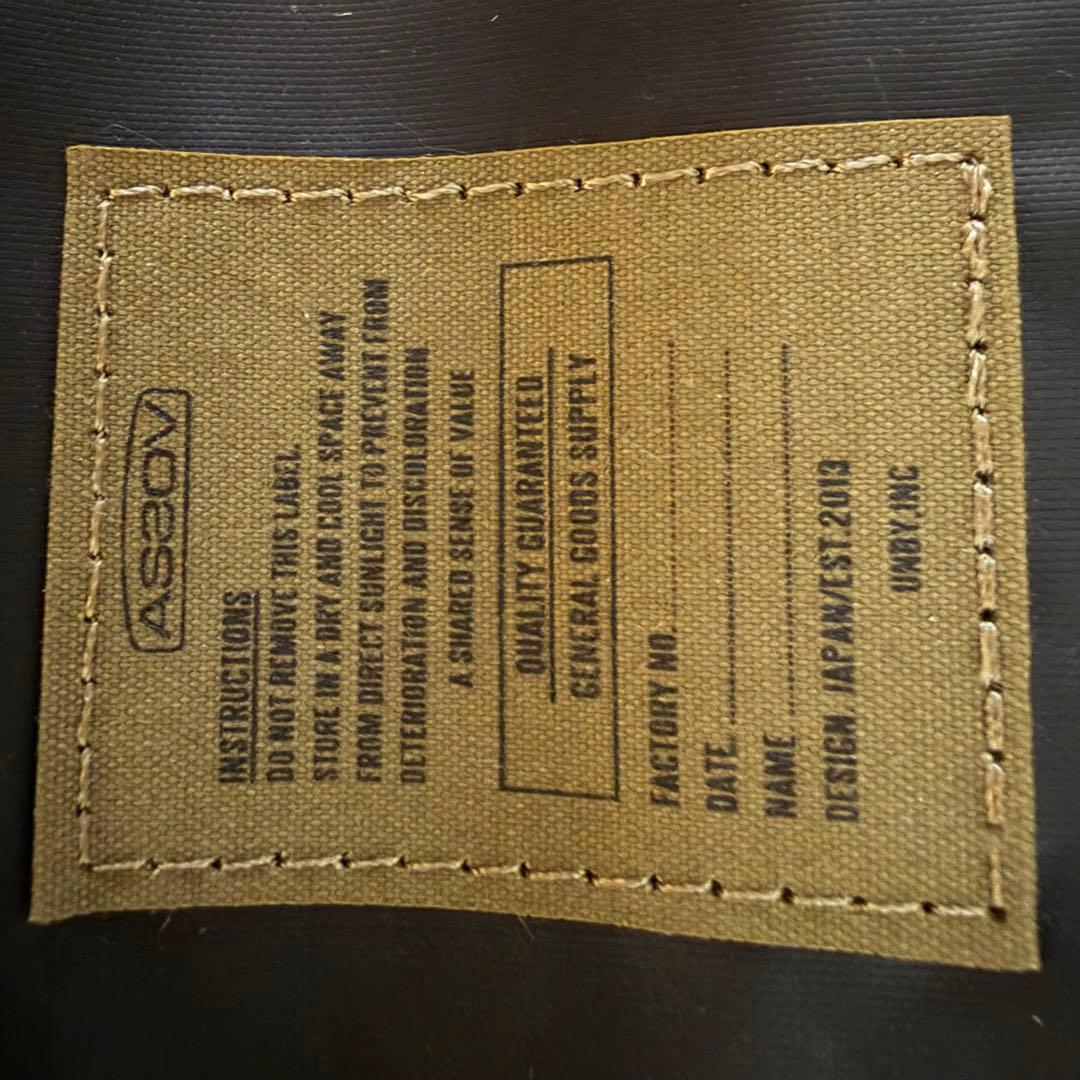 AS2OV
INSTRUCTIONS
DO NOT REMOVE THIS LABEL.
STORE IN A DRY AND COOL SPACE AWAY
FROM DIRECT SUNLIGHT TO PREVENT FROM
DETERIORATION AND DISCOLORATION
A SHARED SENSE OF VALUE
QUALITY GUARANTEED
GENERAL GOODS SUPPLY
FACTORY NO.
DATE.
NAME
DESIGN. JAPAN/EST.2013
UNBY.INC